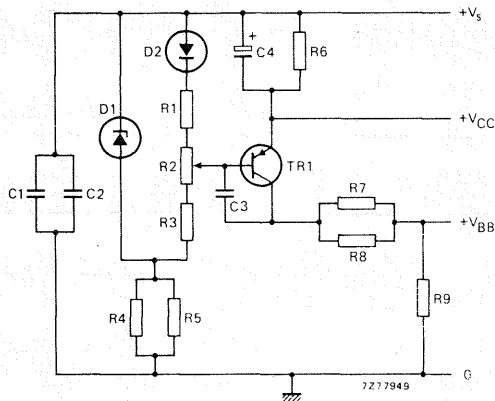 +Vs
D2
+
C4
R6
D1
R1
+VCC
R2
TR1
C1
C2
C3
R7
R3
+VBB
R8
R4
R5
R9
7Z77949
0